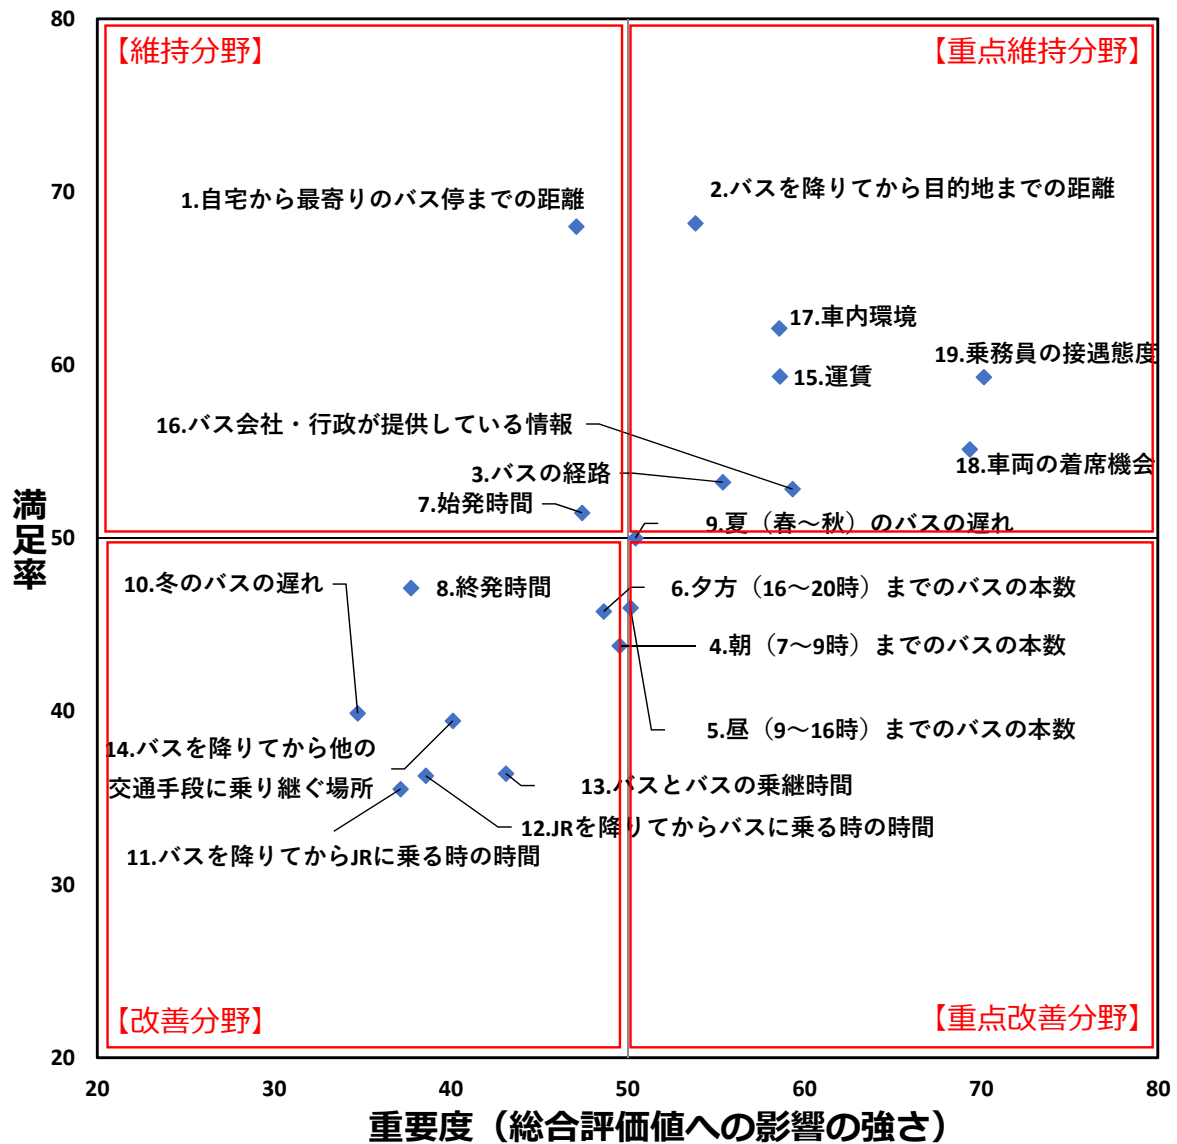 80
【維持分野】
【重点維持分野】
70
1.自宅から最寄りのバス停までの距離
2.バスを降りてから目的地までの距離
17.車内環境
60
19.乗務員の接遇態度
15.運賃
16.バス会社・行政が提供している情報
3.バスの経路
18.車両の着席機会
7.始発時間
9.夏（春～秋）のバスの遅れ
満足率
50
10.冬のバスの遅れ
8.終発時間
6.夕方（16～20時）までのバスの本数
4.朝（7～9時）までのバスの本数
40
5.昼（9～16時）までのバスの本数
14.バスを降りてから他の
交通手段に乗り継ぐ場所
13.バスとバスの乗継時間
12.JRを降りてからバスに乗る時の時間
11.バスを降りてからJRに乗る時の時間
30
【改善分野】
【重点改善分野】
20
20 30 40 50 60 70 80
重要度（総合評価値への影響の強さ）